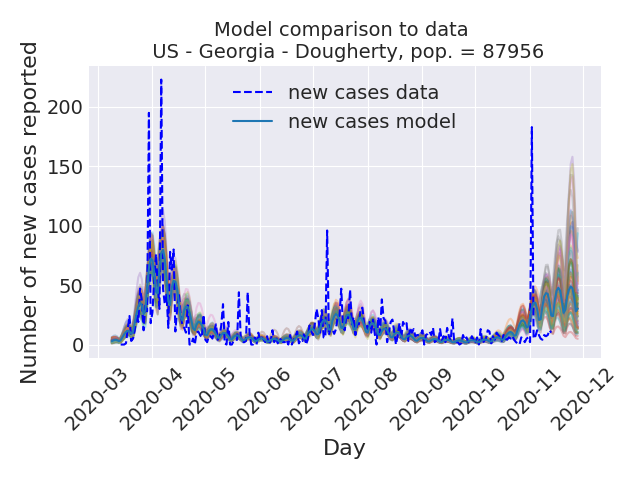 Model comparison to data
US - Georgia - Dougherty, pop. = 87956
new cases data
new cases model
Number of new cases reported
200
150
100
50
0
2020-03
2020-04
2020-05
2020-06
2020-07
2020-08
2020-09
2020-10
2020-11
2020-12
Day